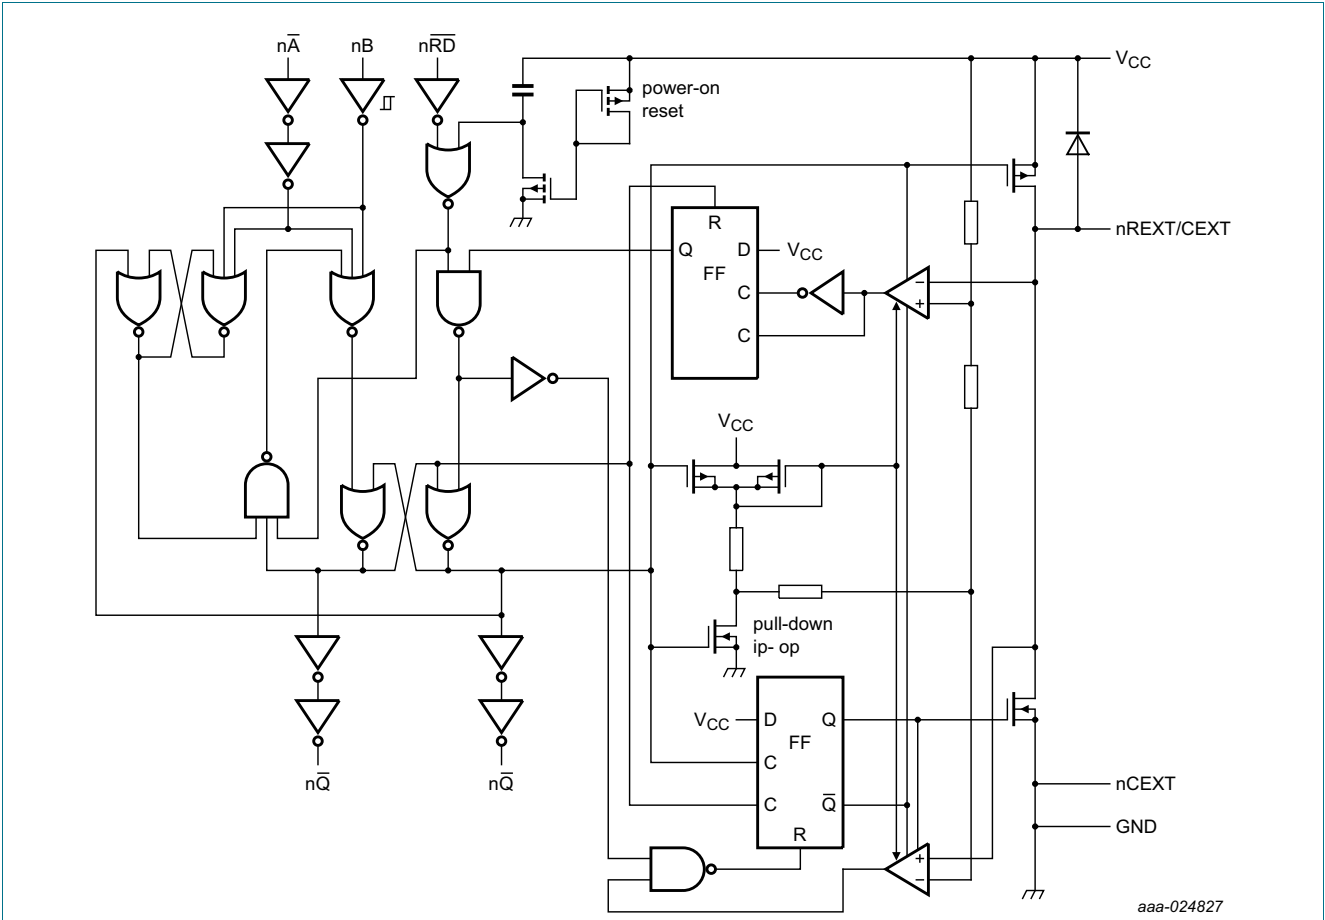 nA̅ nB nR̅D̅
VCC
power-on
reset
nREXT/CEXT
R
Q D VCC
FF
C
C
−
+
VCC
pull-down
ip- op
VCC D Q
FF
C
C Q̅
R
nQ̅ nQ̅
nCEXT
GND
+
−
aaa-024827